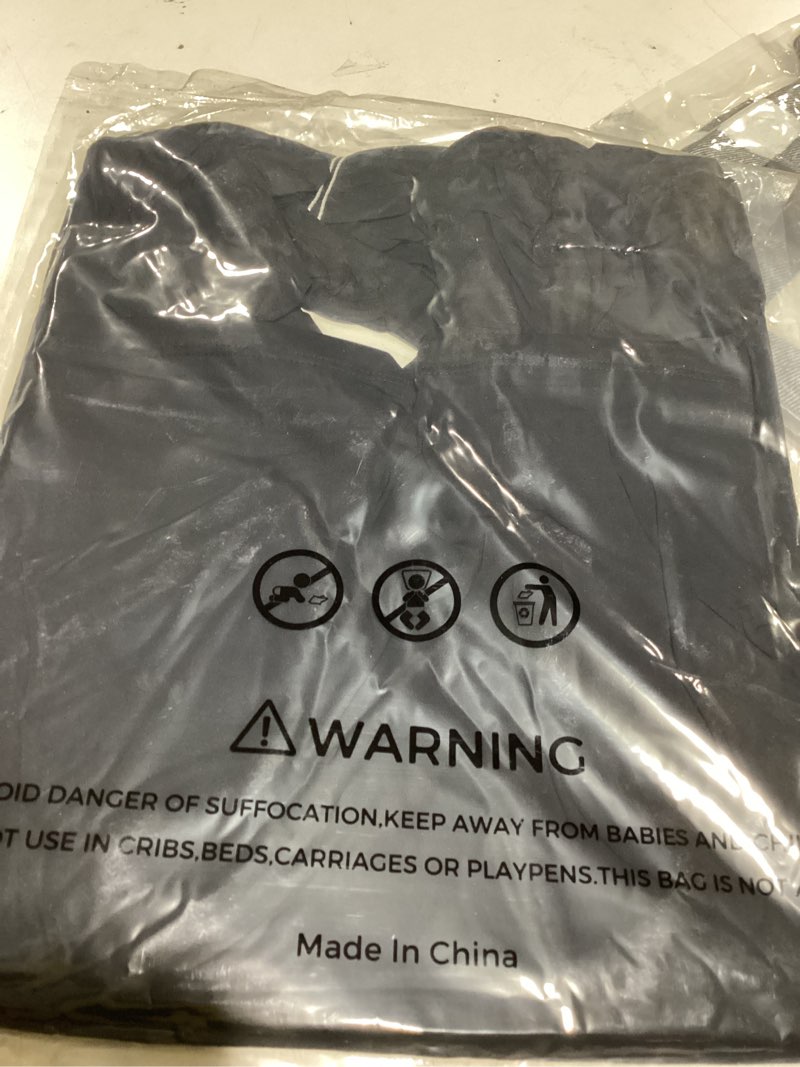 WARNING
OID DANGER OF SUFFOCATION,KEEP AWAY FROM BABIES AND
T USE IN CRIBS,BEDS,CARRIAGES OR PLAYPENS.THIS BAG IS NOT
Made In China